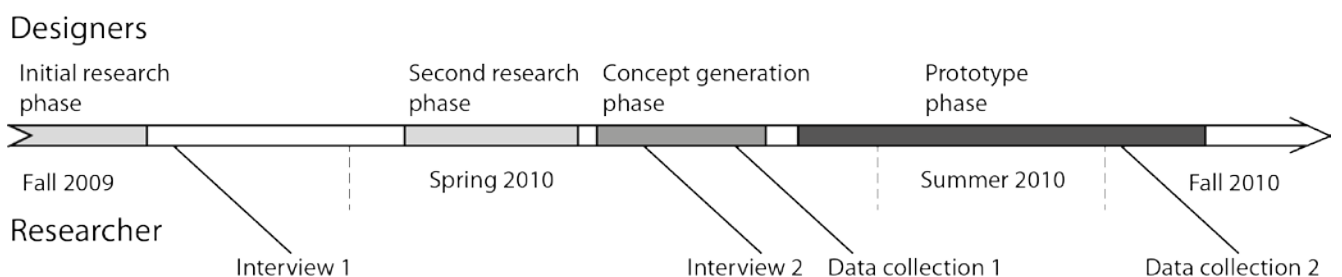 Designers
Initial research
phase
Second research
phase
Concept generation
phase
Prototype
phase
Fall 2009
Spring 2010
Summer 2010
Fall 2010
Researcher
Interview 1
Interview 2
Data collection 1
Data collection 2